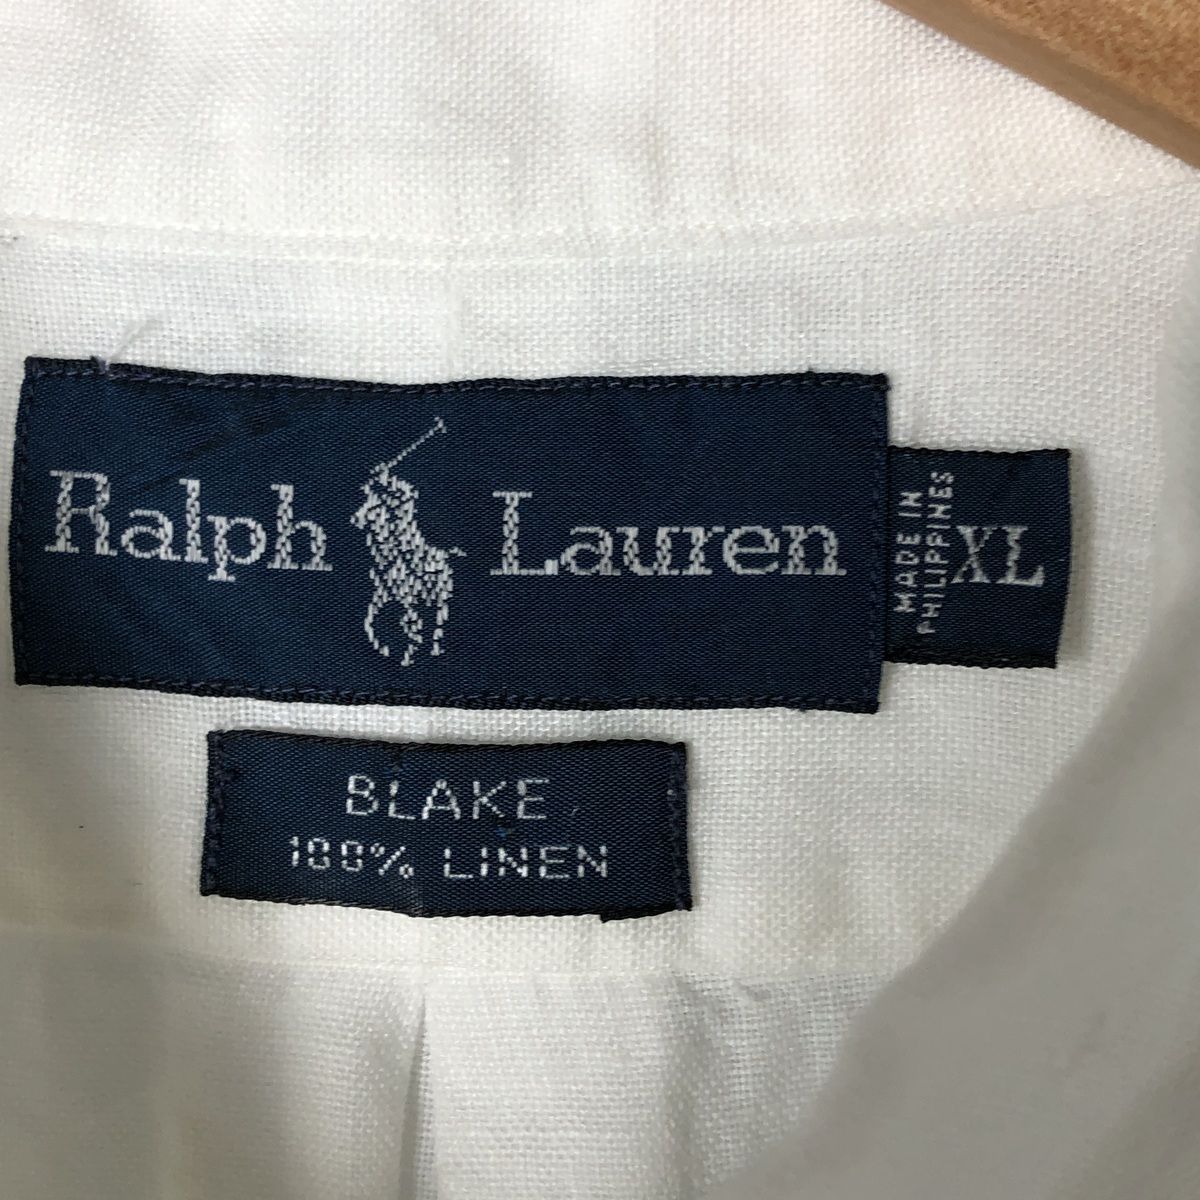 Ralph Lauren
MADE IN
PHILIPPINES
XL
BLAKE
100% LINEN